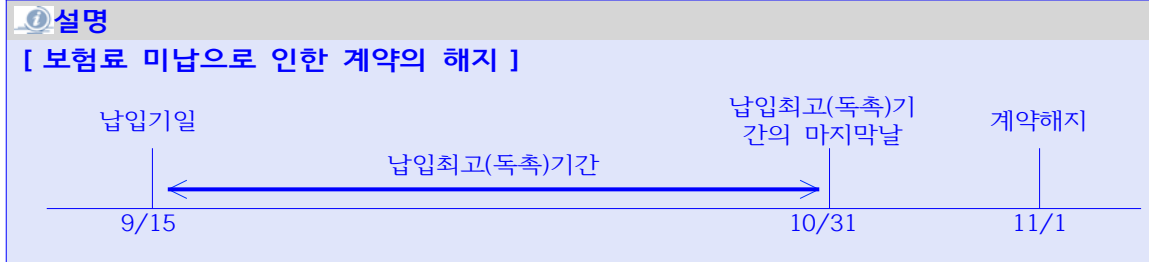 설명
[ 보험료 미납으로 인한 계약의 해지 ]
납입기일
납입최고(독촉)기
간의 마지막날
계약해지
납입최고(독촉)기간
9/15
10/31
11/1